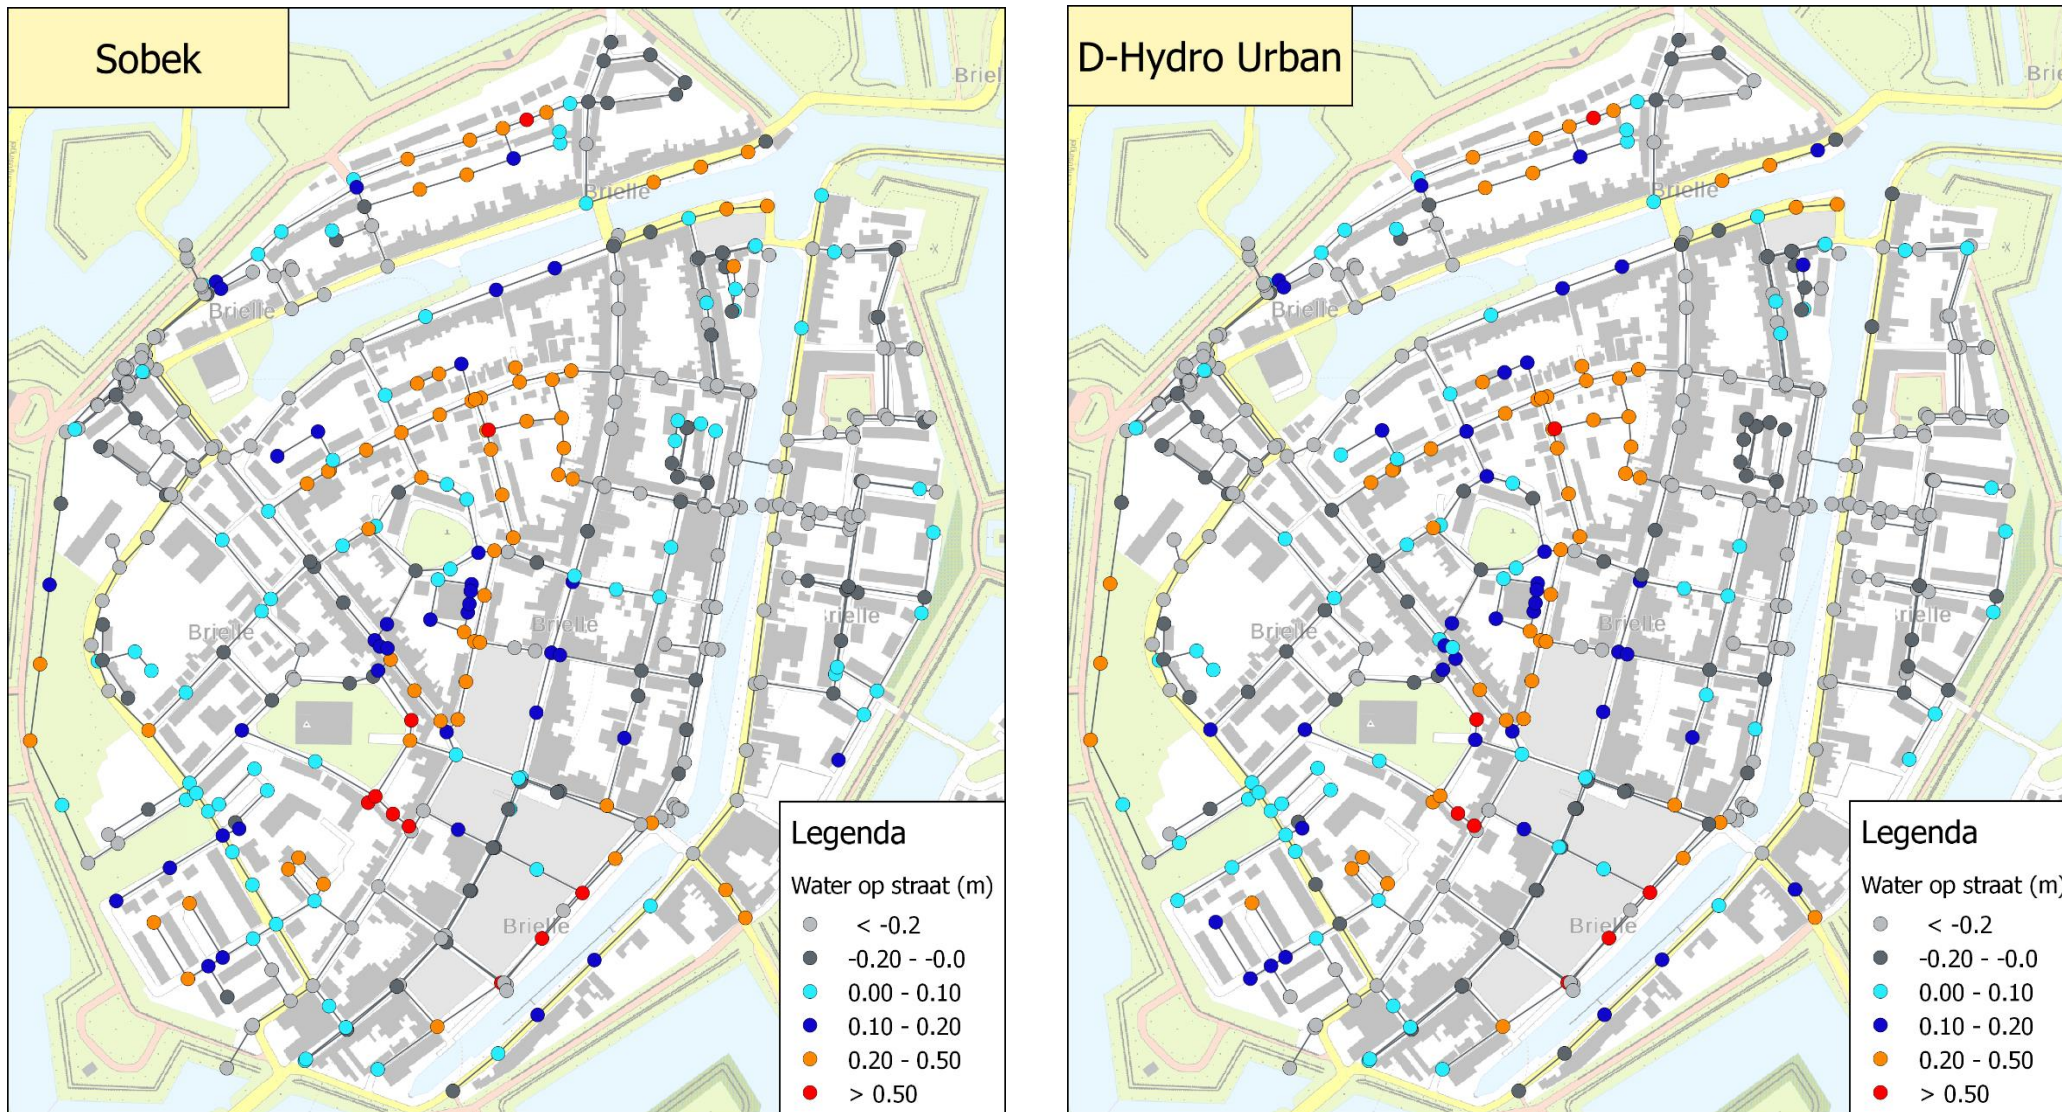 Sobek
Briel
Brielle
Brielle
Brielle
Brielle
rielle
Brielle
Legenda
Water op straat (m)
< -0.2
-0.20 - -0.0
0.00 - 0.10
0.10 - 0.20
0.20 - 0.50
> 0.50
D-Hydro Urban
Brie
Brielle
Brielle
Brielle
Brielle
rielle
Brielle
Legenda
Water op straat (m)
< -0.2
-0.20 - -0.0
0.00 - 0.10
0.10 - 0.20
0.20 - 0.50
> 0.50